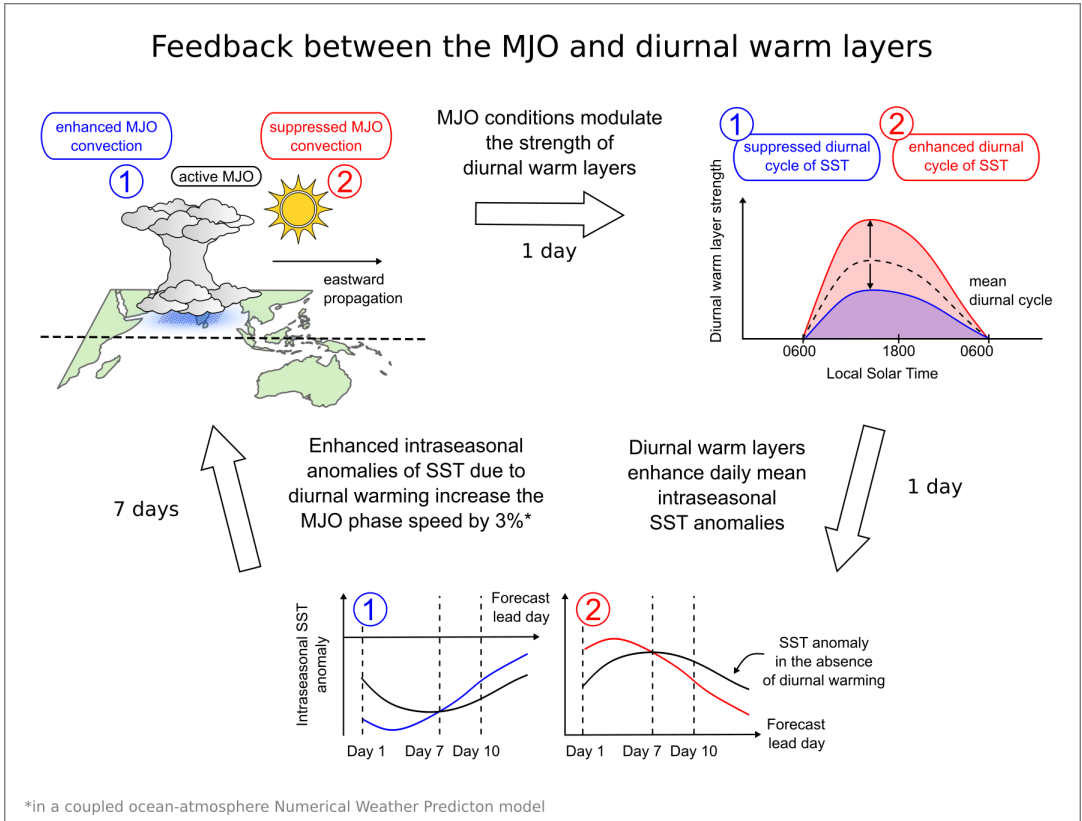 Feedback between the MJO and diurnal warm layers
enhanced MJO
convection
1
suppressed MJO
convection
2
active MJO
eastward
propagation
MJO conditions modulate
the strength of
diurnal warm layers
1 day
1
suppressed diurnal
cycle of SST
2
enhanced diurnal
cycle of SST
Diurnal warm layer strength
mean
diurnal cycle
0600
1800
0600
Local Solar Time
7 days
Enhanced intraseasonal
anomalies of SST due to
diurnal warming increase the
MJO phase speed by 3%*
Diurnal warm layers
enhance daily mean
intraseasonal
SST anomalies
1 day
Intraseasonal SST
anomaly
1
Forecast
lead day
Day 1
Day 7
Day 10
2
SST anomaly
in the absence
of diurnal warming
Forecast
lead day
Day 1
Day 7
Day 10
*in a coupled ocean-atmosphere Numerical Weather Predicton model